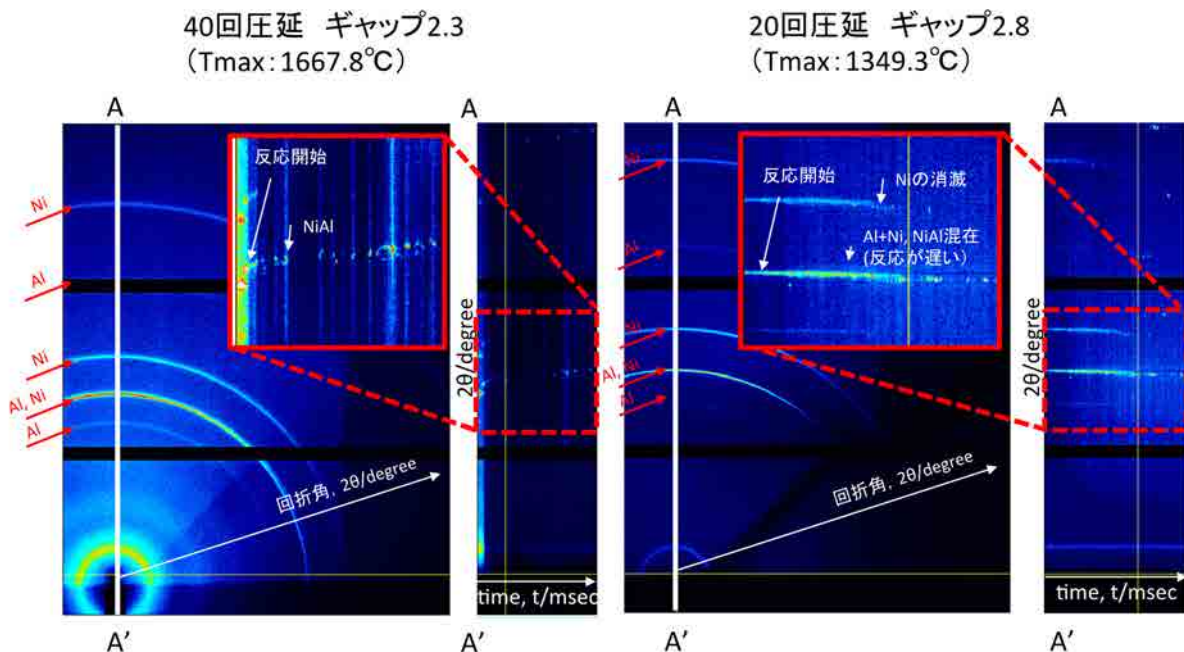 40回圧延 ギャップ2.3
（Tmax：1667.8℃）
20回圧延 ギャップ2.8
（Tmax：1349.3℃）
A
A
A
A
反応開始
NiAl
Ni
Al
Ni
Al, Ni
Al
回折角, 2θ/degree
2θ/degree
time, t/msec
反応開始
Niの消滅
Al+Ni, NiAl混在
(反応が遅い)
Ni
Al
Ni
Al, Ni
Al
回折角, 2θ/degree
2θ/degree
time, t/msec
A'
A'
A'
A'